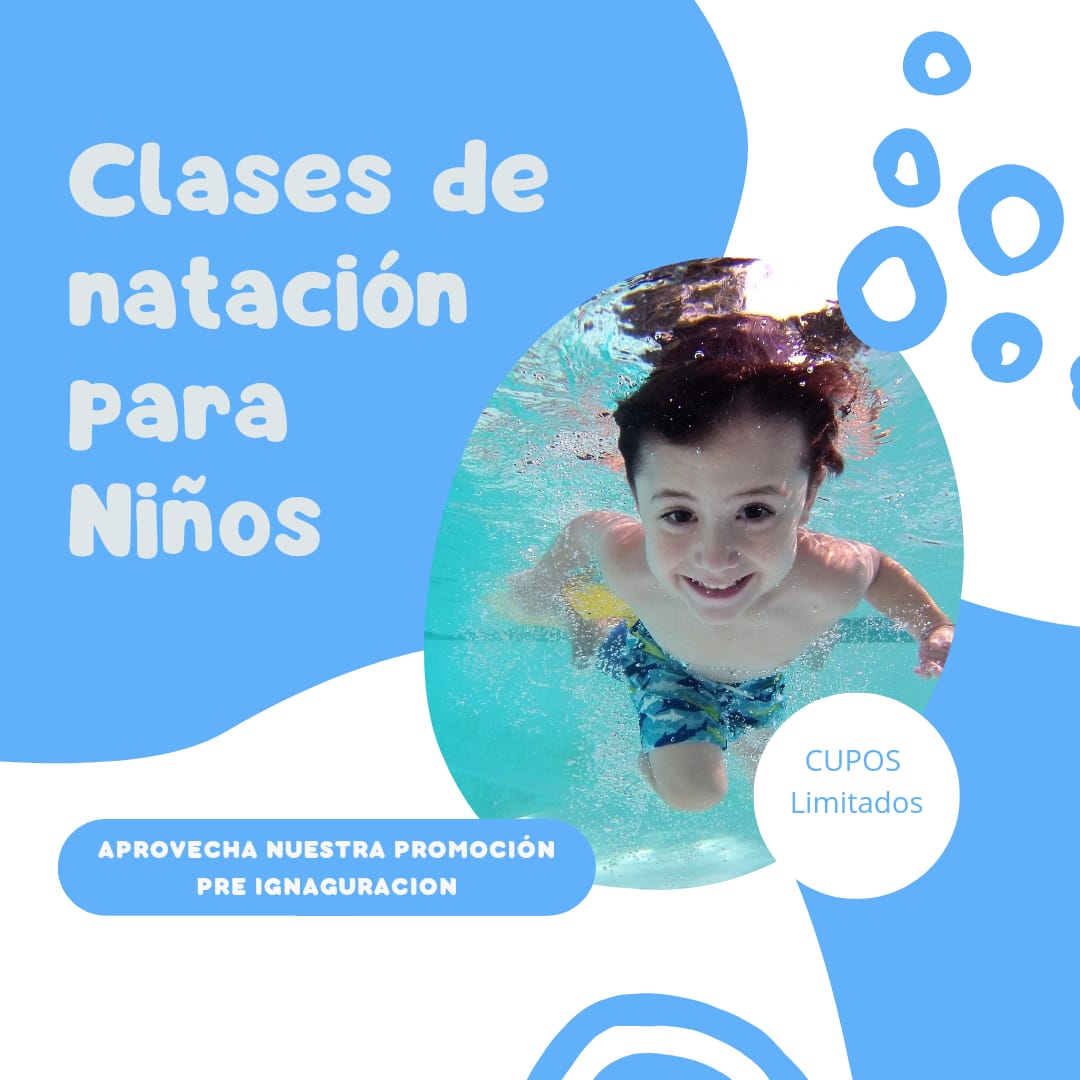 Clases de
natación
para
Niños
CUPOS
Limitados
APROVECHA NUESTRA PROMOCIÓN
PRE IGNAGURACION